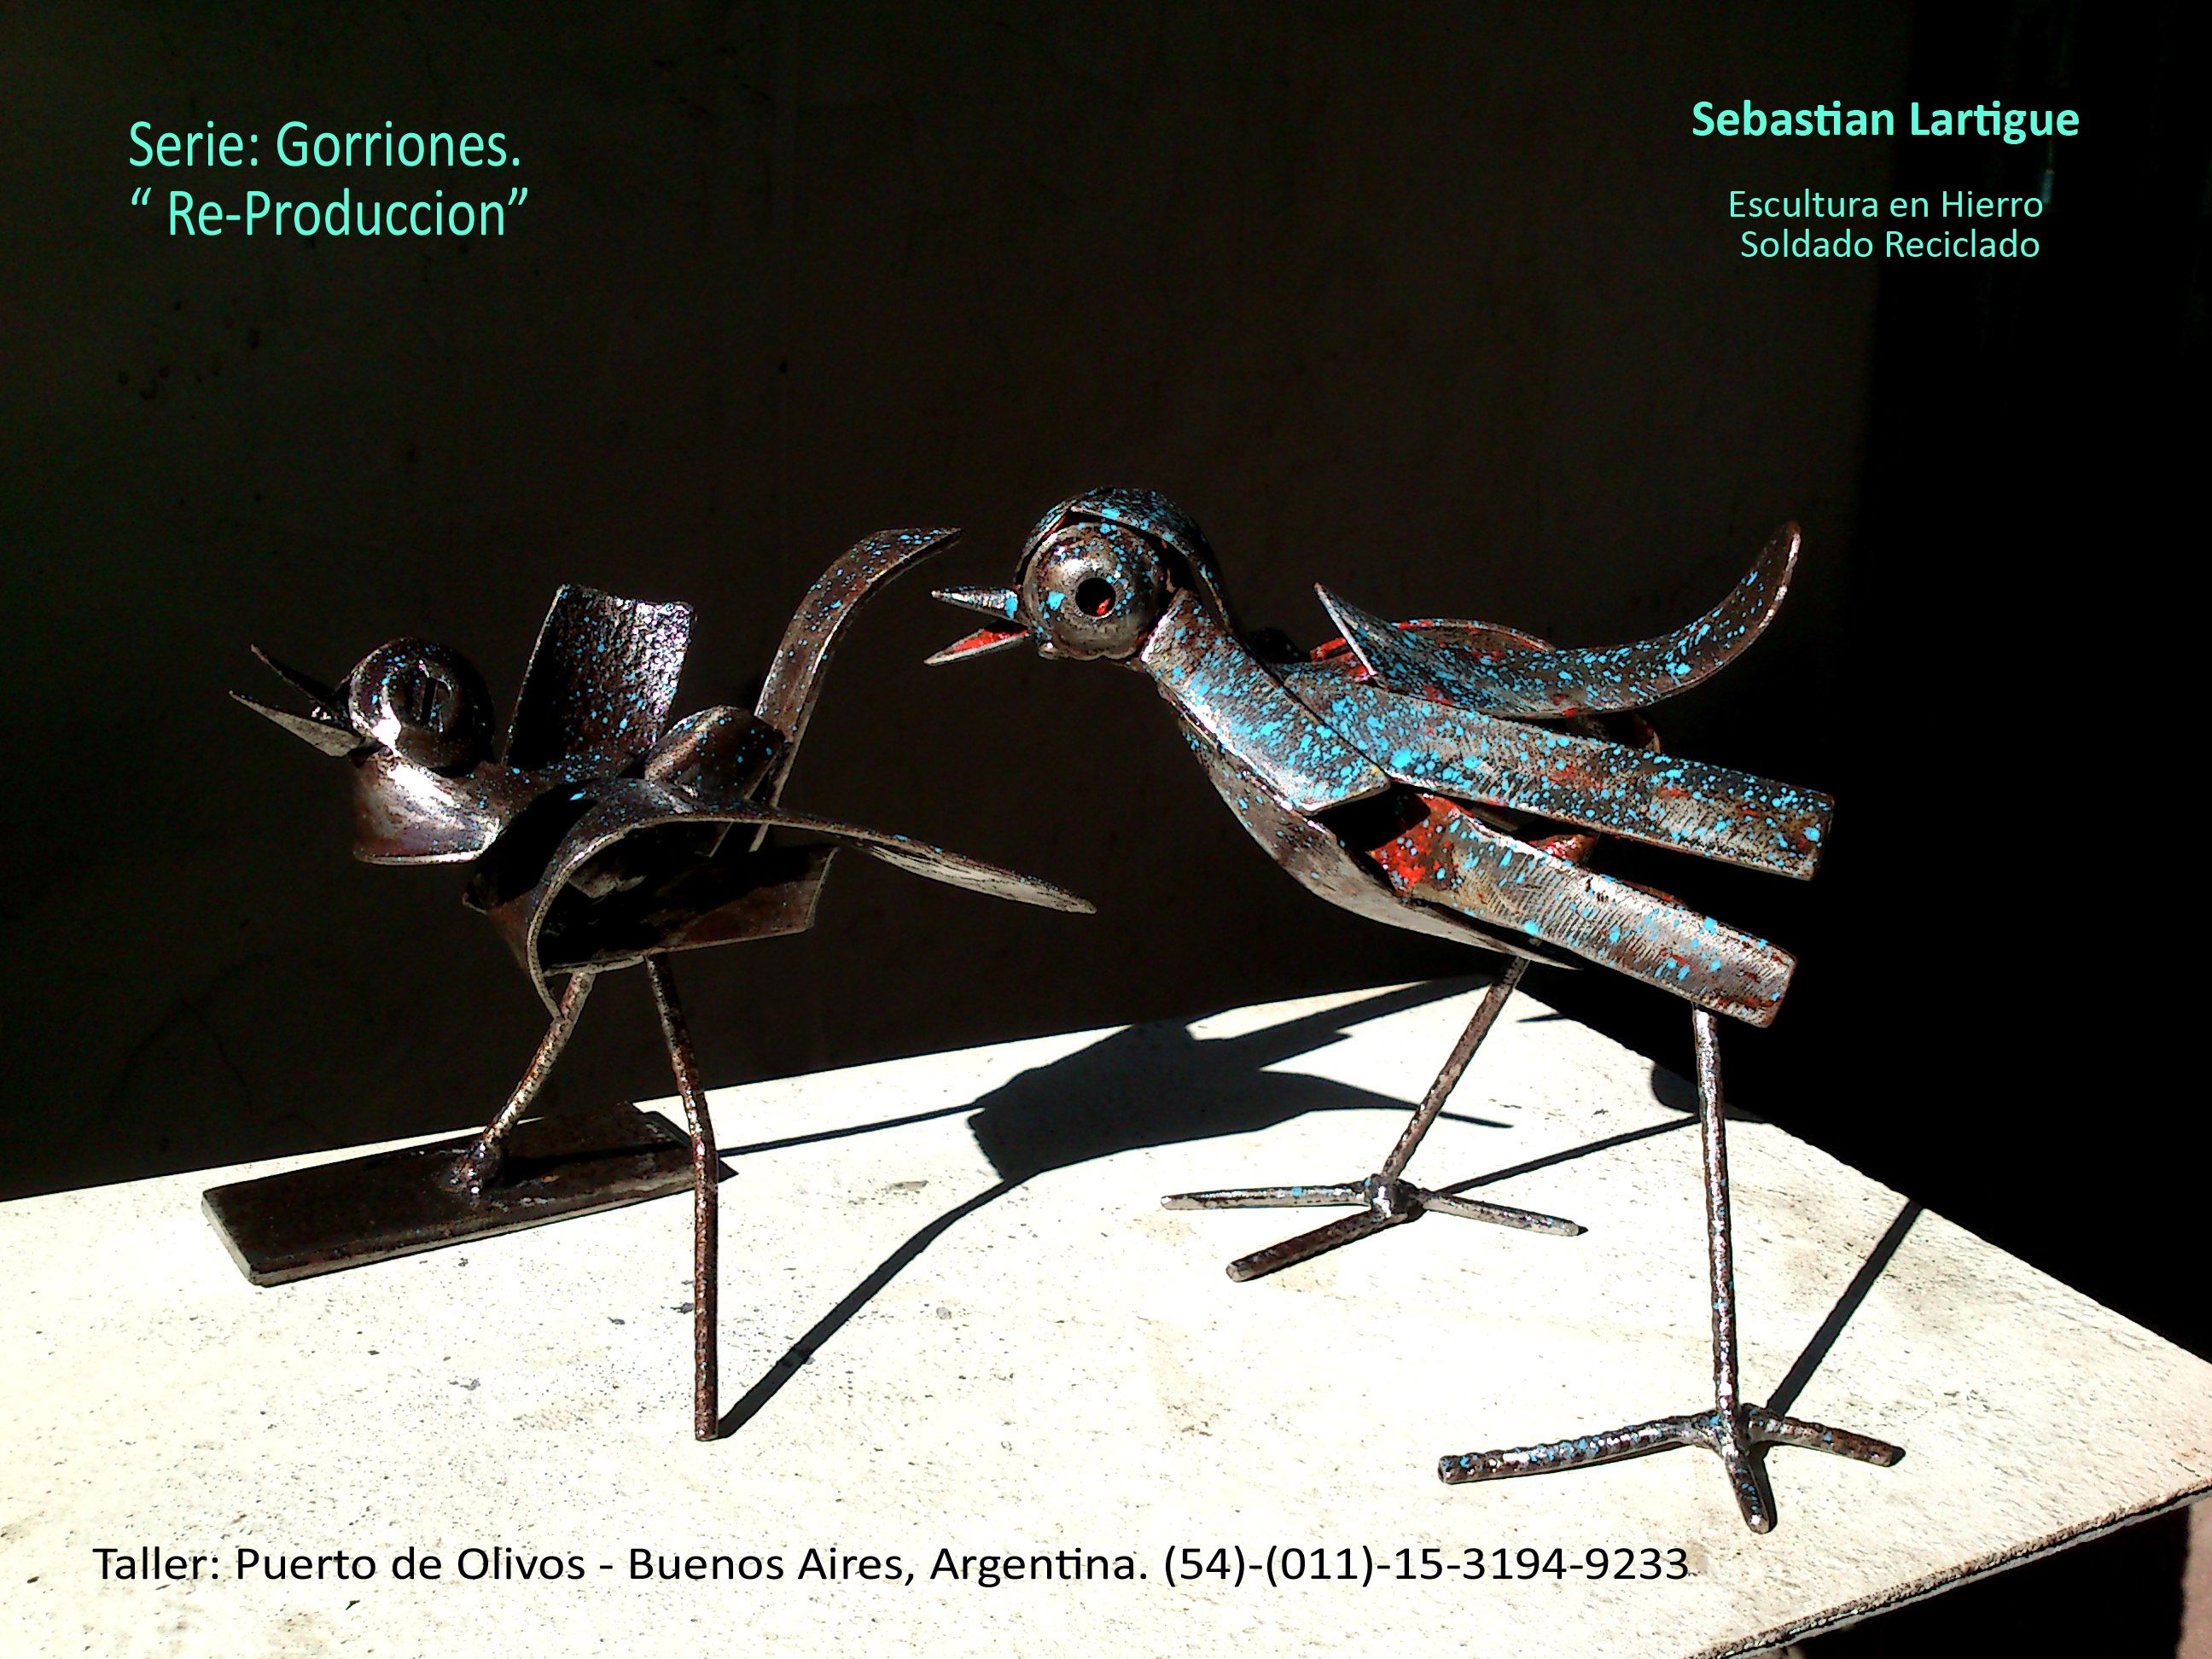 Serie: Gorriones.
“ Re-Produccion”
Sebastian Lartigue
Escultura en Hierro
Soldado Reciclado
Taller: Puerto de Olivos - Buenos Aires, Argentina. (54)-(011)-15-3194-9233